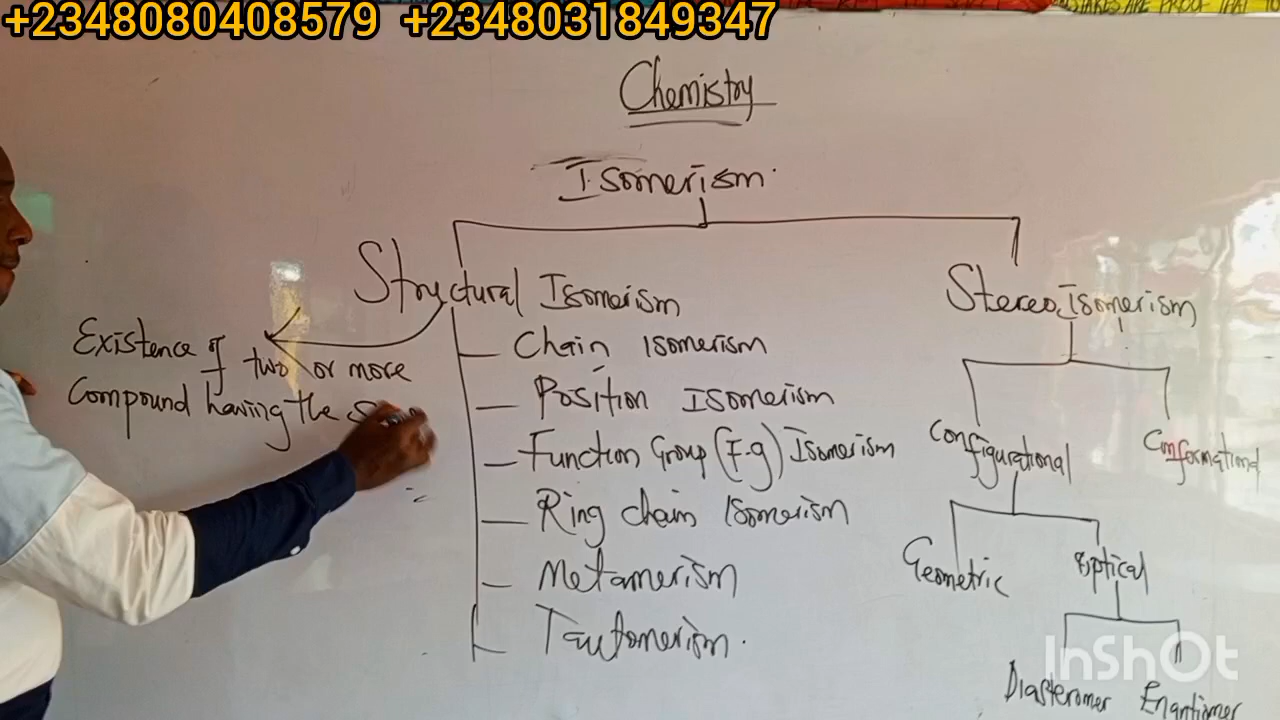 +2348080408579 +2348031849347
Chemistry
Isomerism.
Structural Isomerism
Stereo Isomerism
Existence of two or more
Compound having the
Chain Isomerism
Position Isomerism
Function Group (F.g) Isomerism
Ring chain Isomerism
Metamerism
Tautomerism.
Configurational
Conformational
Geometric
Optical
Diasteromer
Enantiomer
InShOt